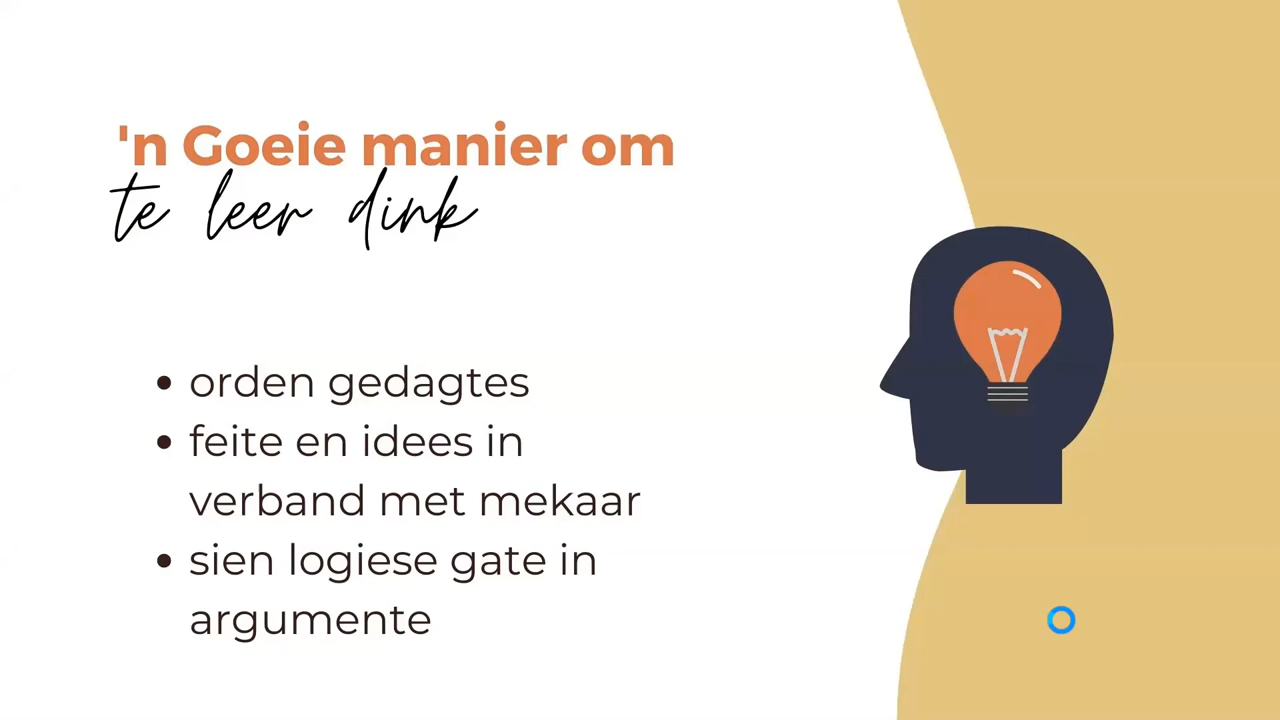 'n Goeie manier om
te leer dink
• orden gedagtes
• feite en idees in
verband met mekaar
• sien logiese gate in
argumente